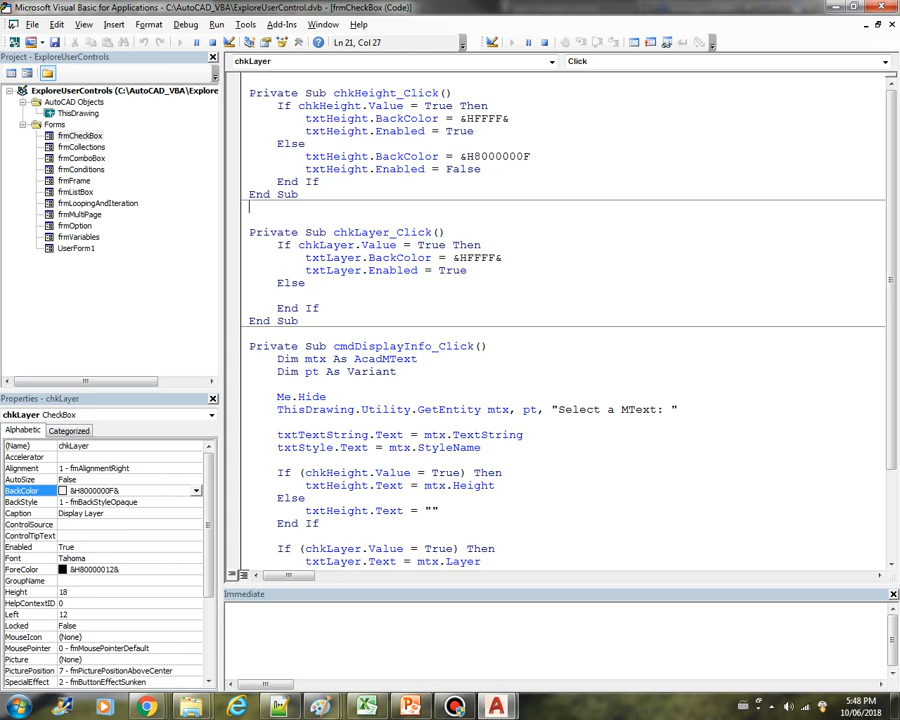 Microsoft Visual Basic for Applications - C:\AutoCAD_VBA\ExploreUserControl.dvb - [frmCheckBox (Code)]
File Edit View Insert Format Debug Run Tools Add-Ins Window Help
Ln 21, Col 27
Project - ExploreUserControls
ExploreUserControls (C:\AutoCAD_VBA\Explore
AutoCAD Objects
ThisDrawing
Forms
frmCheckBox
frmCollections
frmComboBox
frmConditions
frmFrame
frmListBox
frmLoopingAndIteration
frmMultiPage
frmOption
frmVariables
UserForm1
Properties - chkLayer
chkLayer CheckBox
Alphabetic Categorized
(Name) chkLayer
Accelerator
Alignment 1 - fmAlignmentRight
AutoSize False
BackColor &H8000000F&
BackStyle 1 - fmBackStyleOpaque
Caption Display Layer
ControlSource
ControlTipText
Enabled True
Font Tahoma
ForeColor &H80000012&
GroupName
Height 18
HelpContextID 0
Left 12
Locked False
MouseIcon (None)
MousePointer 0 - fmMousePointerDefault
Picture (None)
PicturePosition 7 - fmPicturePositionAboveCenter
SpecialEffect 2 - fmButtonEffectSunken
chkLayer Click
Private Sub chkHeight_Click()
If chkHeight.Value = True Then
txtHeight.BackColor = &HFFFF&
txtHeight.Enabled = True
Else
txtHeight.BackColor = &H8000000F
txtHeight.Enabled = False
End If
End Sub
Private Sub chkLayer_Click()
If chkLayer.Value = True Then
txtLayer.BackColor = &HFFFF&
txtLayer.Enabled = True
Else
End If
End Sub
Private Sub cmdDisplayInfo_Click()
Dim mtx As AcadMText
Dim pt As Variant
Me.Hide
ThisDrawing.Utility.GetEntity mtx, pt, "Select a MText: "
txtTextString.Text = mtx.TextString
txtStyle.Text = mtx.StyleName
If (chkHeight.Value = True) Then
txtHeight.Text = mtx.Height
Else
txtHeight.Text = ""
End If
If (chkLayer.Value = True) Then
txtLayer.Text = mtx.Layer
Immediate
5:48 PM
10/06/2018